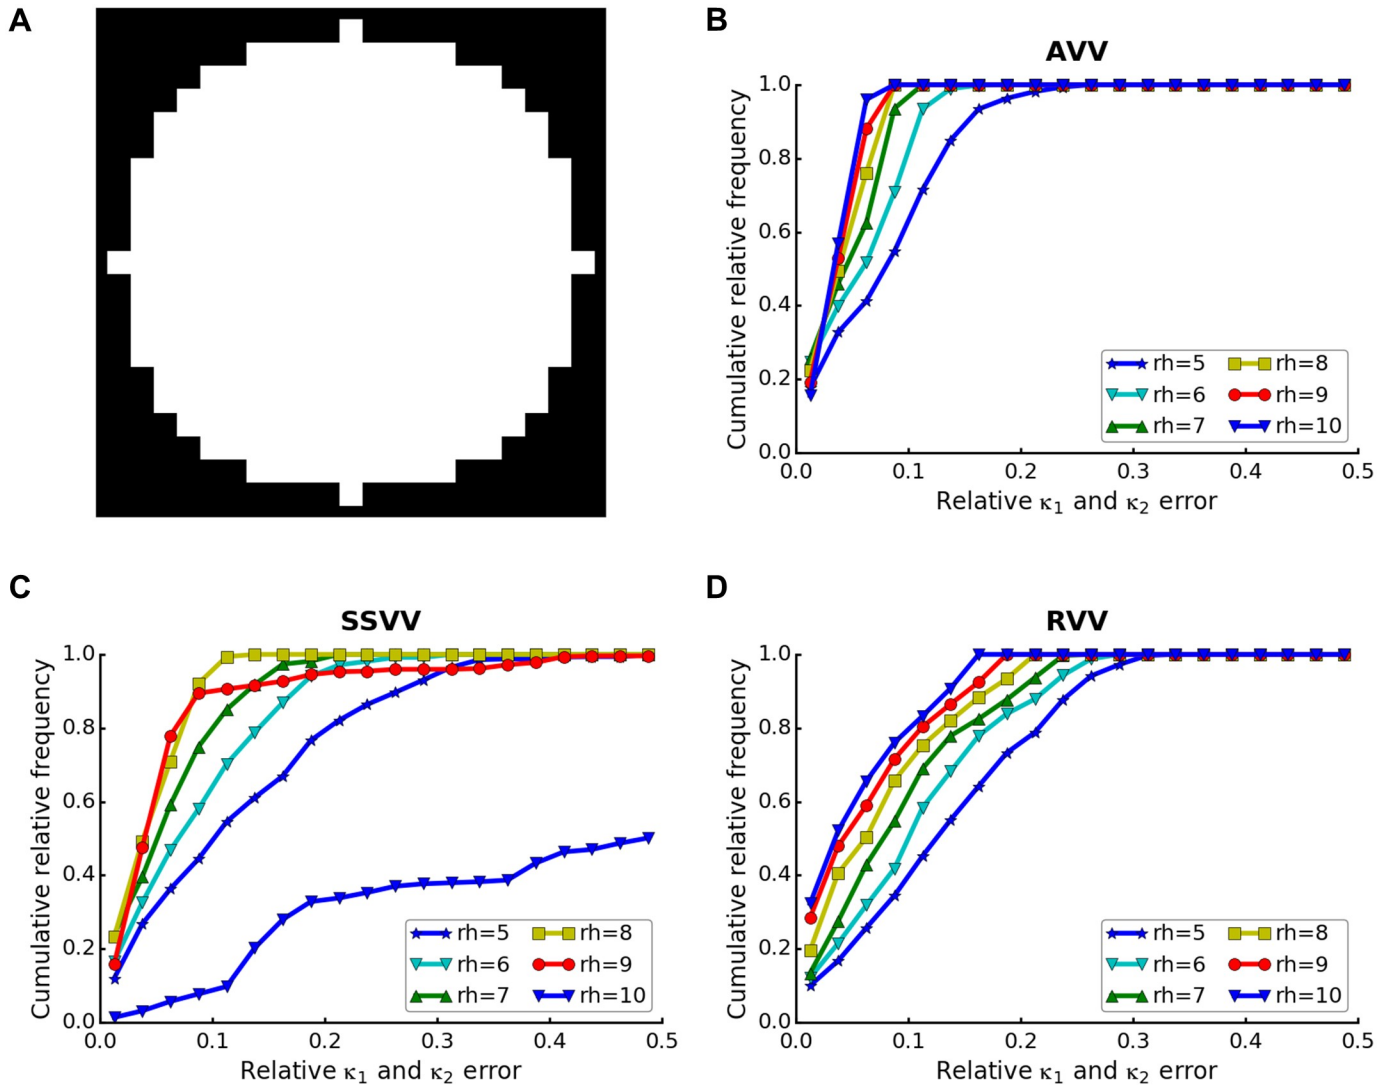 A
B
AVV
Cumulative relative frequency
1.0
0.8
0.6
0.4
0.2
0.0
0.0 0.1 0.2 0.3 0.4 0.5
Relative κ₁ and κ₂ error
rh=5 rh=8
rh=6 rh=9
rh=7 rh=10
C
SSVV
Cumulative relative frequency
1.0
0.8
0.6
0.4
0.2
0.0
0.0 0.1 0.2 0.3 0.4 0.5
Relative κ₁ and κ₂ error
rh=5 rh=8
rh=6 rh=9
rh=7 rh=10
D
RVV
Cumulative relative frequency
1.0
0.8
0.6
0.4
0.2
0.0
0.0 0.1 0.2 0.3 0.4 0.5
Relative κ₁ and κ₂ error
rh=5 rh=8
rh=6 rh=9
rh=7 rh=10